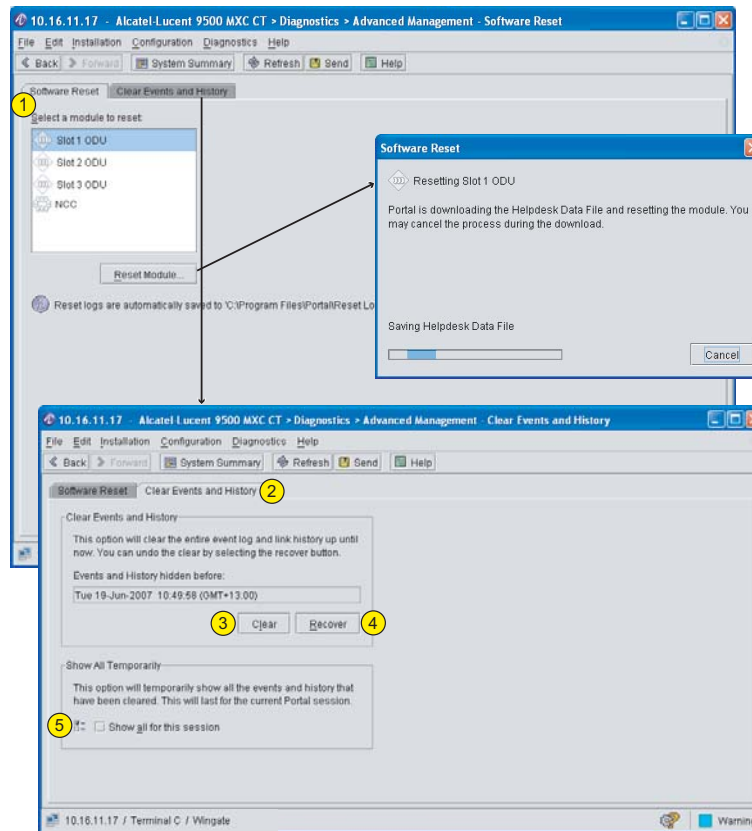 10.16.11.17 - Alcatel-Lucent 9500 MXC CT > Diagnostics > Advanced Management - Software Reset
File Edit Installation Configuration Diagnostics Help
Back Forward System Summary Refresh Send Help
Software Reset Clear Events and History
1
Select a module to reset:
Slot 1 ODU
Slot 2 ODU
Slot 3 ODU
NCC
Reset Module...
Reset logs are automatically saved to 'C:\Program Files\Portal\Reset Lo
Software Reset
Resetting Slot 1 ODU
Portal is downloading the Helpdesk Data File and resetting the module. You
may cancel the process during the download.
Saving Helpdesk Data File
Cancel
10.16.11.17 - Alcatel-Lucent 9500 MXC CT > Diagnostics > Advanced Management - Clear Events and History
File Edit Installation Configuration Diagnostics Help
Back Forward System Summary Refresh Send Help
Software Reset Clear Events and History 2
Clear Events and History
This option will clear the entire event log and link history up until
now. You can undo the clear by selecting the recover button.
Events and History hidden before:
Tue 19-Jun-2007 10:49:58 (GMT+13:00)
3 Clear Recover 4
Show All Temporarily
This option will temporarily show all the events and history that
have been cleared. This will last for the current Portal session.
5 Show all for this session
10.16.11.17 / Terminal C / Wingate Warning